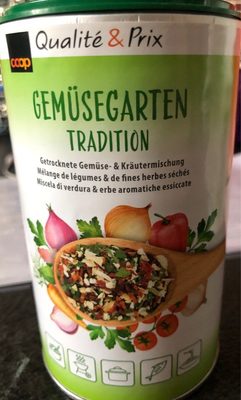 coop
Qualité & Prix
GEMÜSEGARTEN
TRADITION
Getrocknete Gemüse- & Kräutermischung
Mélange de légumes & de fines herbes séchés
Miscela di verdura & erbe aromatiche essiccate